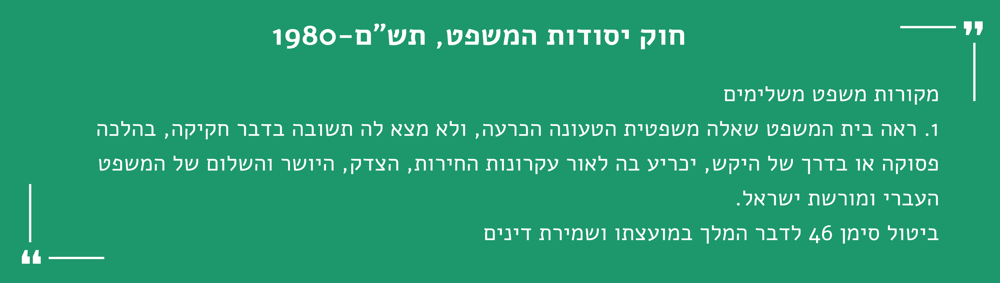 חוק יסודות המשפט, תש"ם-1980
מקורות משפט משלימים
1. ראה בית המשפט שאלה משפטית הטעונה הכרעה, ולא מצא לה תשובה בדבר חקיקה, בהלכה
פסוקה או בדרך של היקש, יכריע בה לאור עקרונות החירות, הצדק, היושר והשלום של המשפט
העברי ומורשת ישראל.
ביטול סימן 46 לדבר המלך במועצתו ושמירת דינים